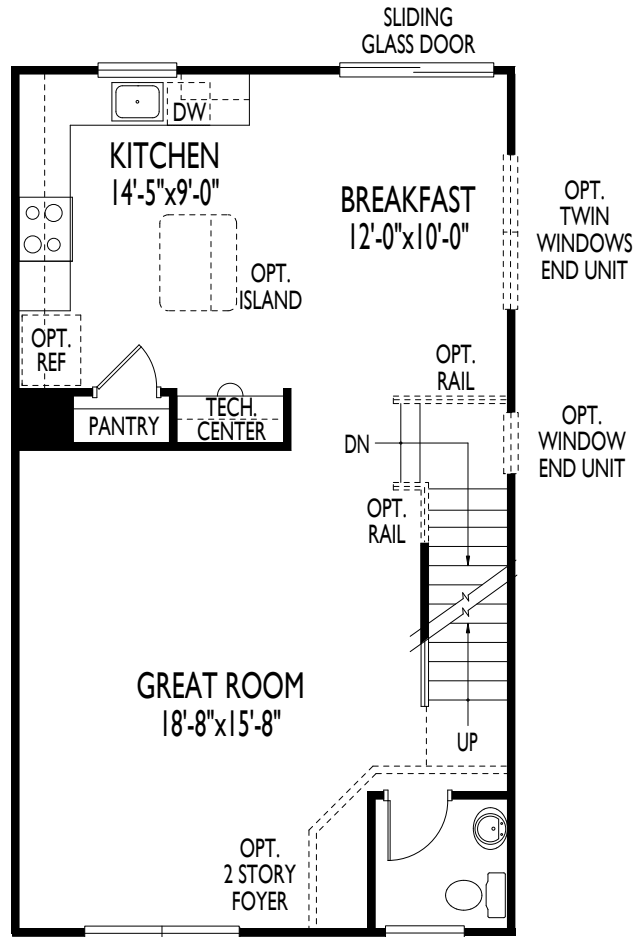 SLIDING
GLASS DOOR
DW
KITCHEN
14'-5"x9'-0"
BREAKFAST
12'-0"x10'-0"
OPT.
TWIN
WINDOWS
END UNIT
OPT.
ISLAND
OPT.
REF
OPT.
RAIL
PANTRY
TECH.
CENTER
DN
OPT.
WINDOW
END UNIT
OPT.
RAIL
GREAT ROOM
18'-8"x15'-8"
UP
OPT.
2 STORY
FOYER